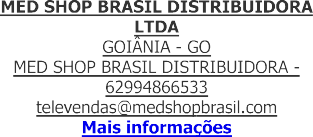 MED SHOP BRASIL DISTRIBUIDORA
LTDA
GOIÂNIA - GO
MED SHOP BRASIL DISTRIBUIDORA -
62994866533
televendas@medshopbrasil.com
Mais informações